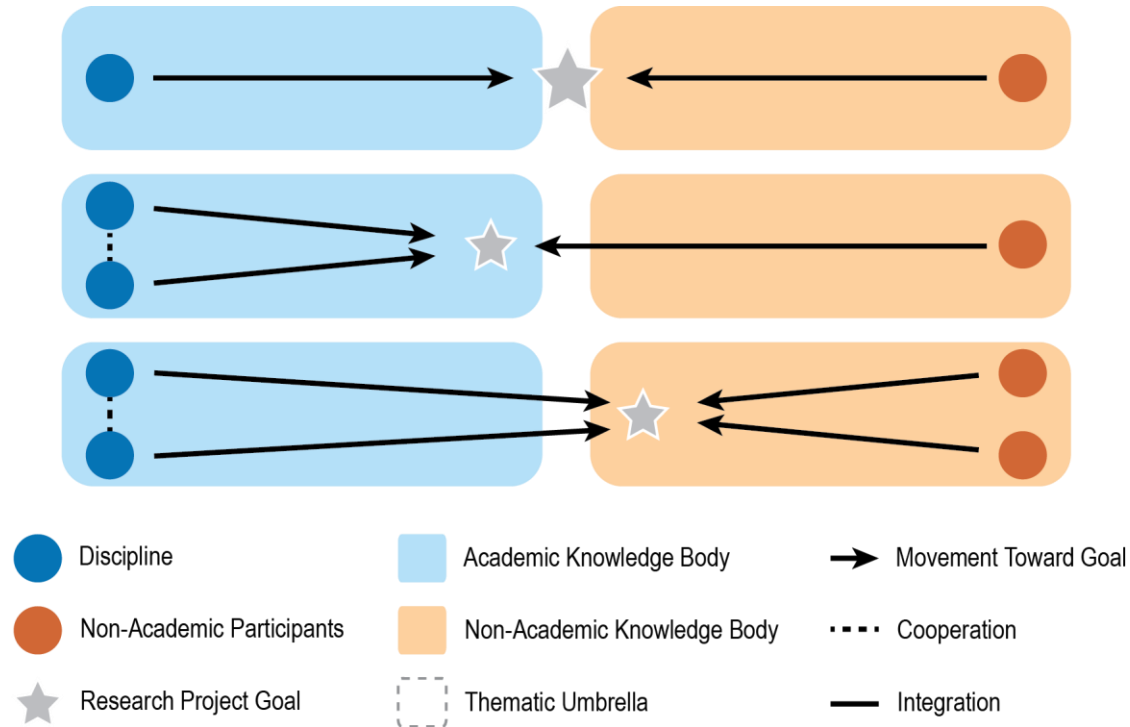 Discipline
Academic Knowledge Body
Movement Toward Goal
Non-Academic Participants
Non-Academic Knowledge Body
Cooperation
Research Project Goal
Thematic Umbrella
Integration